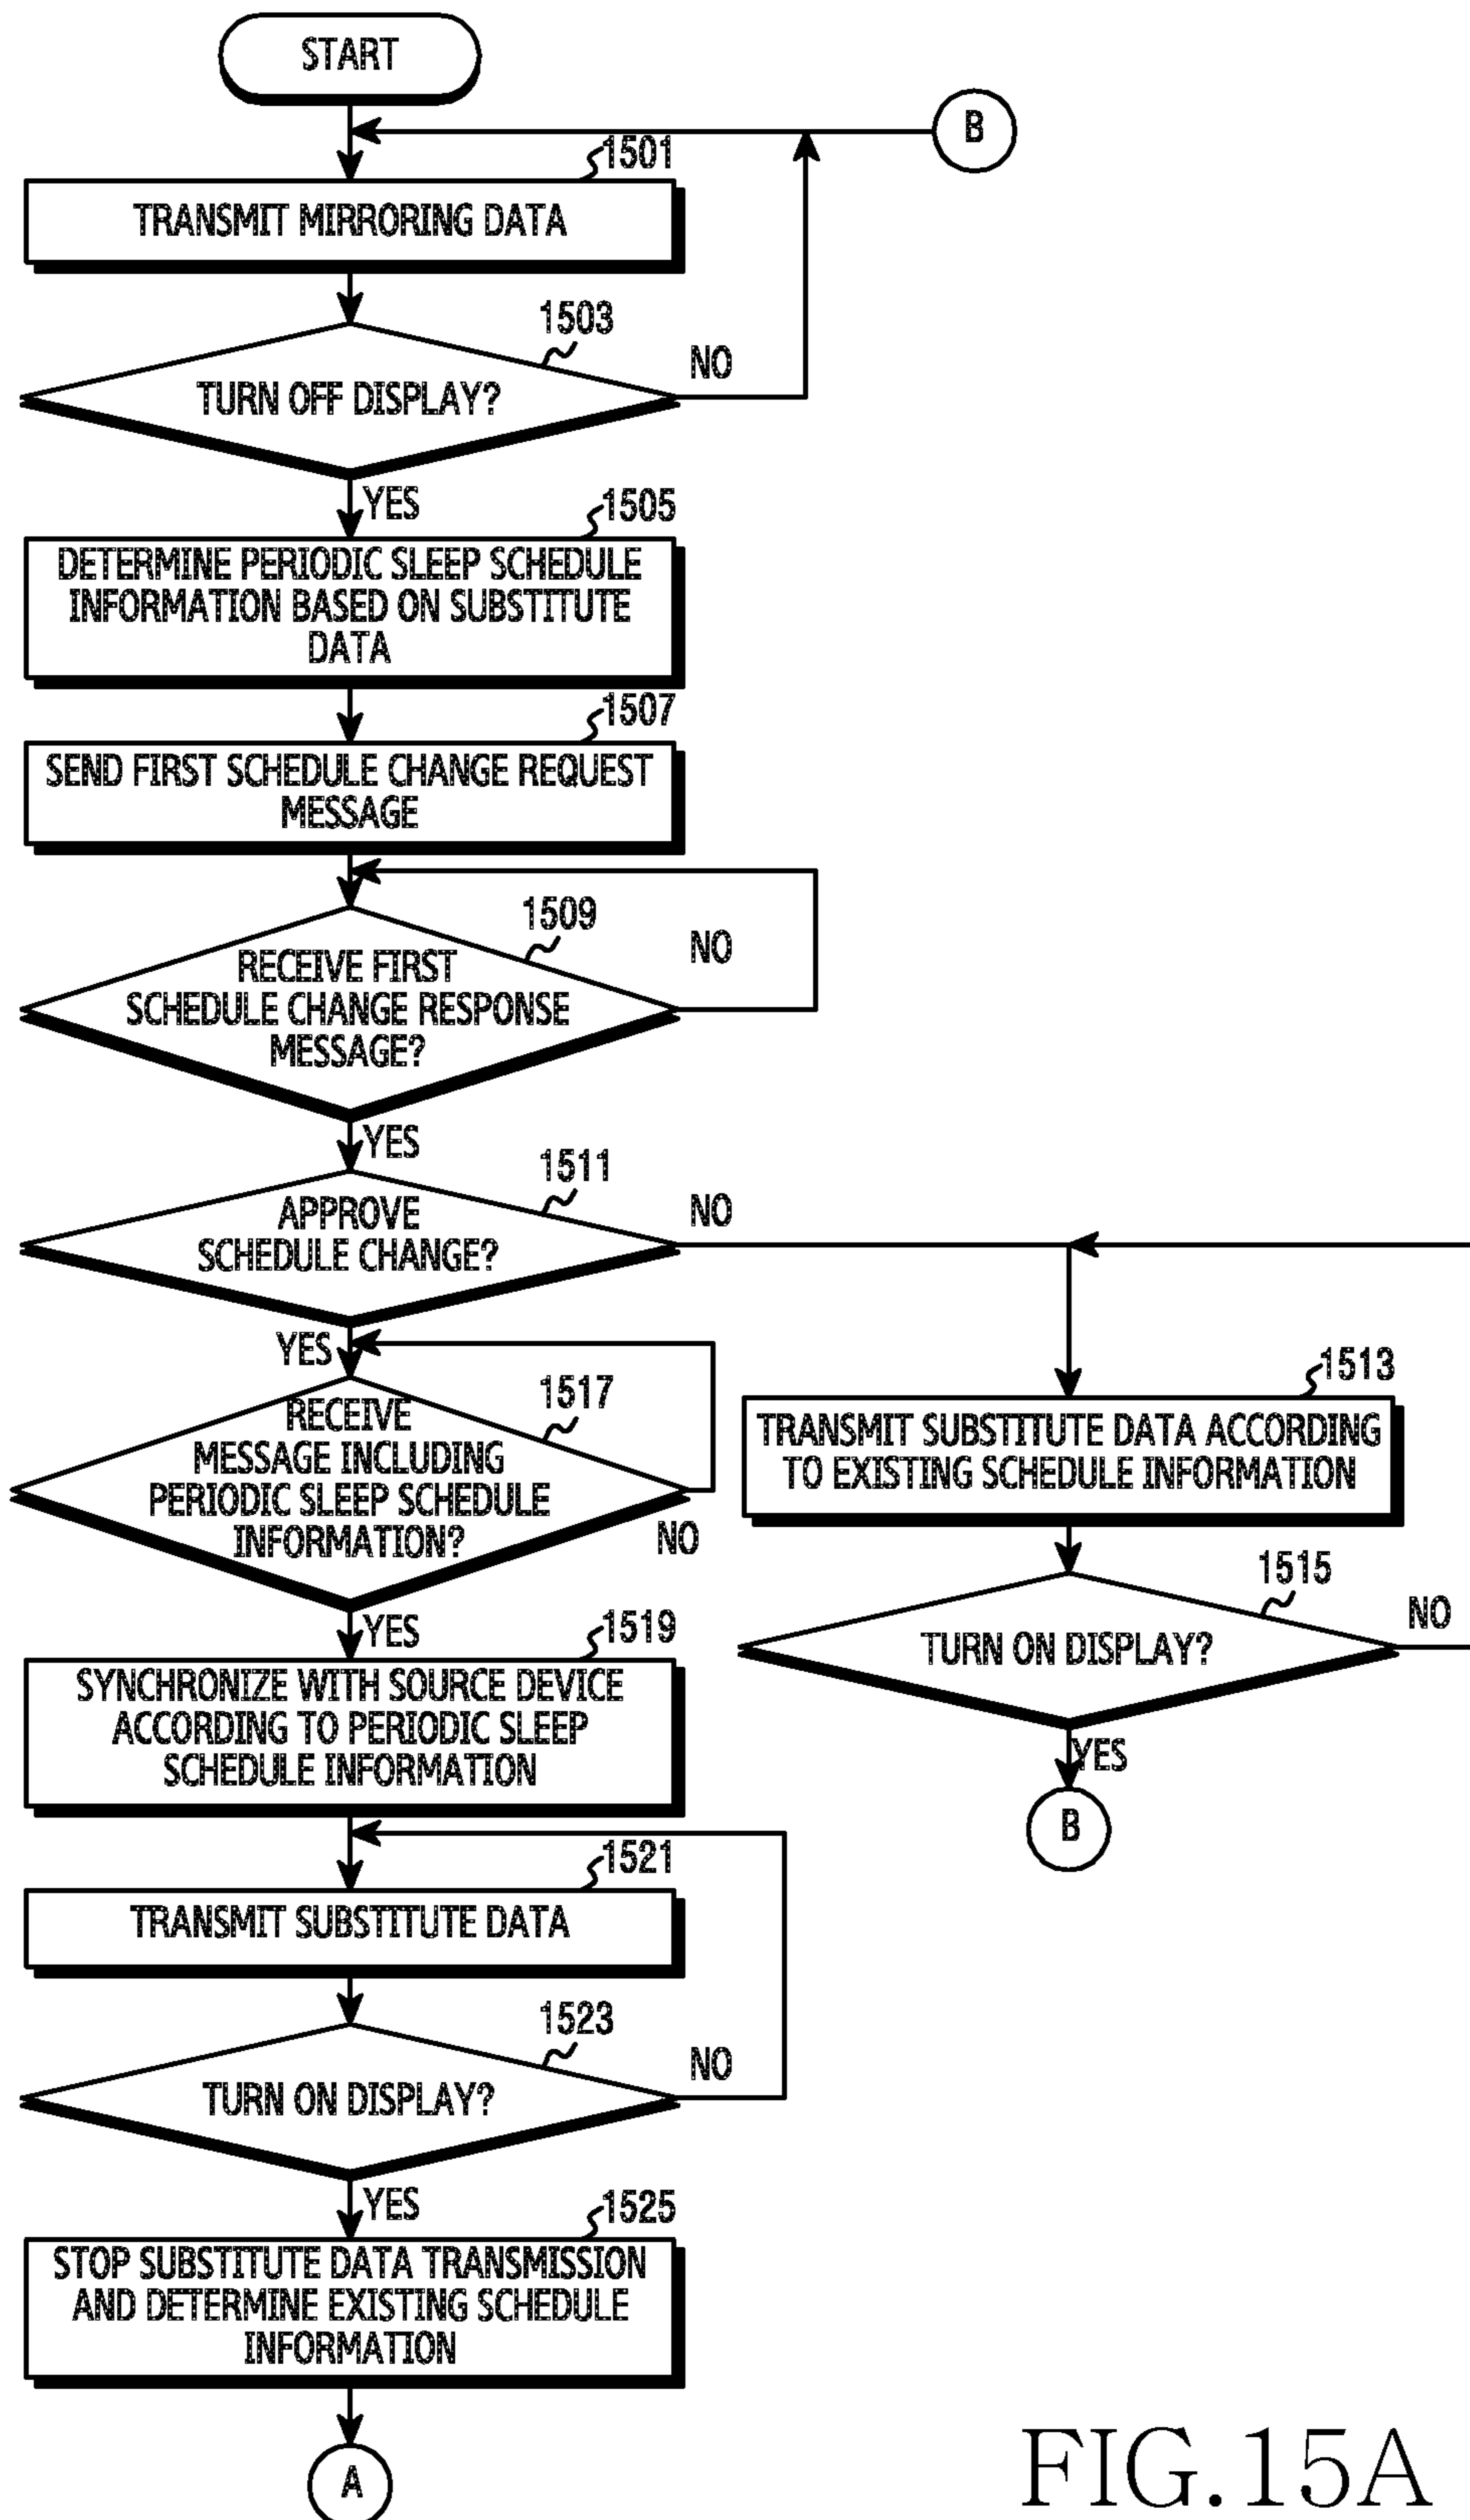 START
B
1501
TRANSMIT MIRRORING DATA
1503
TURN OFF DISPLAY?
NO
YES
1505
DETERMINE PERIODIC SLEEP SCHEDULE
INFORMATION BASED ON SUBSTITUTE
DATA
1507
SEND FIRST SCHEDULE CHANGE REQUEST
MESSAGE
1509
RECEIVE FIRST
SCHEDULE CHANGE RESPONSE
MESSAGE?
NO
YES
1511
APPROVE
SCHEDULE CHANGE?
NO
YES
1517
RECEIVE
MESSAGE INCLUDING
PERIODIC SLEEP SCHEDULE
INFORMATION?
NO
YES
1513
TRANSMIT SUBSTITUTE DATA ACCORDING
TO EXISTING SCHEDULE INFORMATION
1515
TURN ON DISPLAY?
NO
YES
B
1519
SYNCHRONIZE WITH SOURCE DEVICE
ACCORDING TO PERIODIC SLEEP
SCHEDULE INFORMATION
1521
TRANSMIT SUBSTITUTE DATA
1523
TURN ON DISPLAY?
NO
YES
1525
STOP SUBSTITUTE DATA TRANSMISSION
AND DETERMINE EXISTING SCHEDULE
INFORMATION
A
FIG.15A